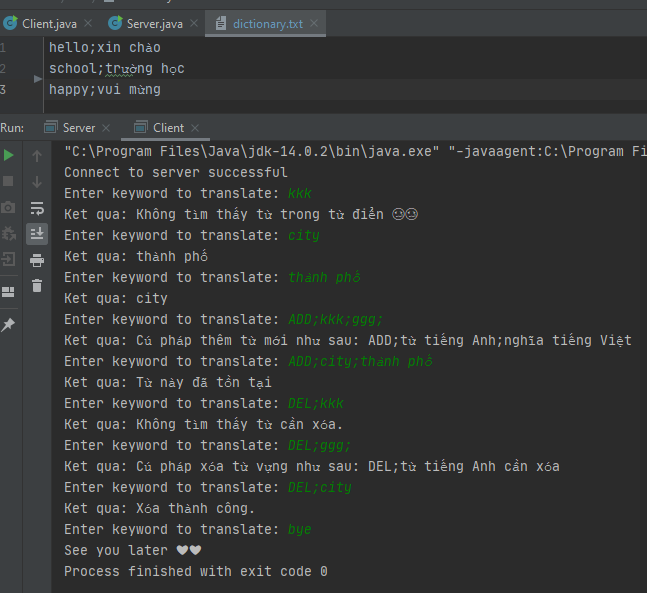 Client.java Server.java dictionary.txt
1 hello;xin chào
2 school;trường học
3 happy;vui mừng
Run: Server Client
"C:\Program Files\Java\jdk-14.0.2\bin\java.exe" "-javaagent:C:\Program Fi
Connect to server successful
Enter keyword to translate: kkk
Ket qua: Không tìm thấy từ trong từ điển 🥺🥺
Enter keyword to translate: city
Ket qua: thành phố
Enter keyword to translate: thành phố
Ket qua: city
Enter keyword to translate: ADD;kkk;ggg;
Ket qua: Cú pháp thêm từ mới như sau: ADD;từ tiếng Anh;nghĩa tiếng Việt
Enter keyword to translate: ADD;city;thành phố
Ket qua: Từ này đã tồn tại
Enter keyword to translate: DEL;kkk
Ket qua: Không tìm thấy từ cần xóa.
Enter keyword to translate: DEL;ggg;
Ket qua: Cú pháp xóa từ vựng như sau: DEL;từ tiếng Anh cần xóa
Enter keyword to translate: DEL;city
Ket qua: Xóa thành công.
Enter keyword to translate: bye
See you later ♥♥
Process finished with exit code 0